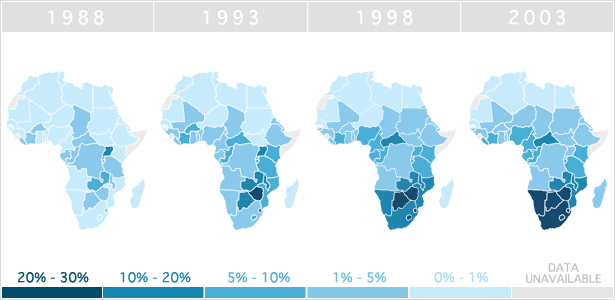 1988 1993 1998 2003
20% - 30% 10% - 20% 5% - 10% 1% - 5% 0% - 1% DATA
UNAVAILABLE